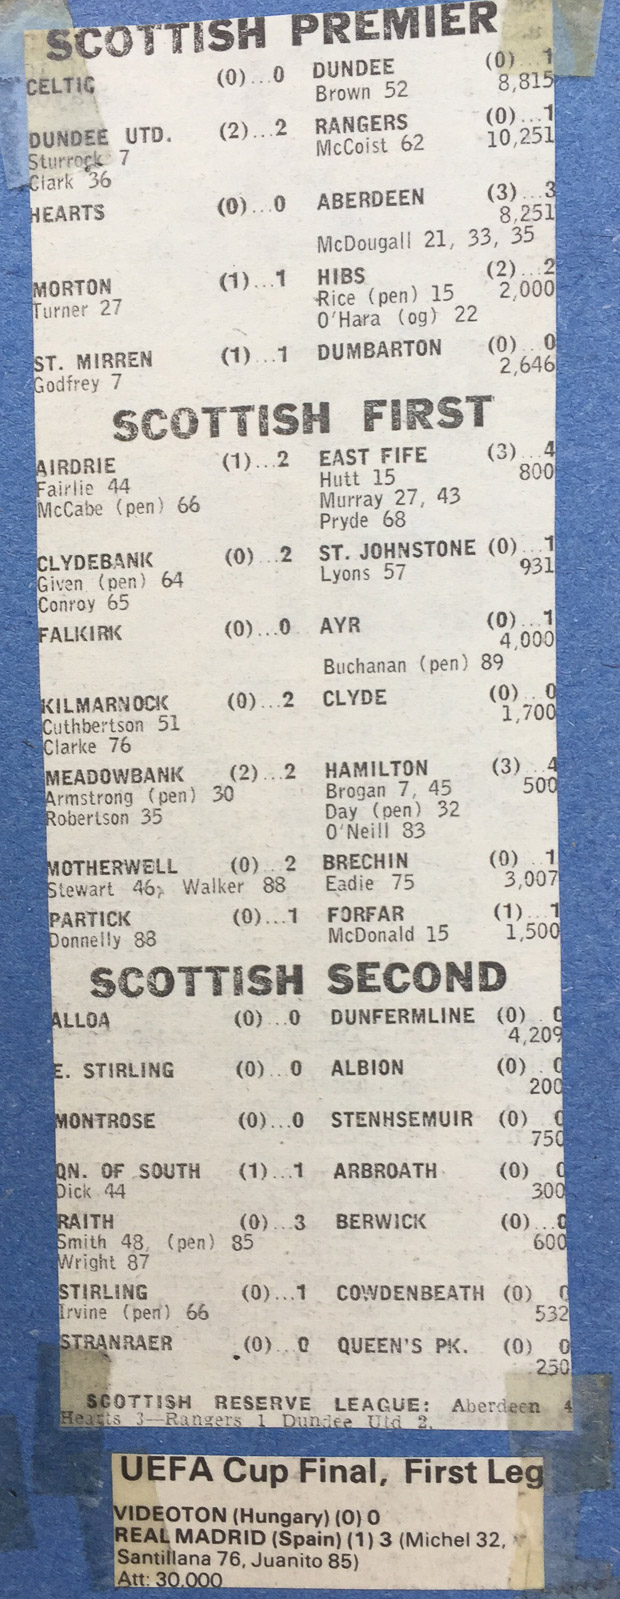 SCOTTISH PREMIER
CELTIC (0)...0 DUNDEE (0)...1
Brown 52 8,815
DUNDEE UTD. (2)...2 RANGERS (0)...1
Sturrock 7 McCoist 62 10,251
Clark 36
HEARTS (0)...0 ABERDEEN (3)...3
8,251
McDougall 21, 33, 35
MORTON (1)...1 HIBS (2)...2
Turner 27 Rice (pen) 15 2,000
O'Hara (og) 22
ST. MIRREN (1)...1 DUMBARTON (0)...0
Godfrey 7 2,646
SCOTTISH FIRST
AIRDRIE (1)...2 EAST FIFE (3)...4
Fairlie 44 Hutt 15 800
McCabe (pen) 66 Murray 27, 43
Pryde 68
CLYDEBANK (0)...2 ST. JOHNSTONE (0)...1
Given (pen) 64 Lyons 57 931
Conroy 65
FALKIRK (0)...0 AYR (0)...1
4,000
Buchanan (pen) 89
KILMARNOCK (0)...2 CLYDE (0)...0
Cuthbertson 51 1,700
Clarke 76
MEADOWBANK (2)...2 HAMILTON (3)...4
Armstrong (pen) 30 Brogan 7, 45 500
Robertson 35 Day (pen) 32
O'Neill 83
MOTHERWELL (0)...2 BRECHIN (0)...1
Stewart 46, Walker 88 Eadie 75 3,007
PARTICK (0)...1 FORFAR (1)...1
Donnelly 88 McDonald 15 1,500
SCOTTISH SECOND
ALLOA (0)...0 DUNFERMLINE (0)...0
4,209
E. STIRLING (0)...0 ALBION (0)...0
200
MONTROSE (0)...0 STENHSEMUIR (0) 0
750
QN. OF SOUTH (1)...1 ARBROATH (0) 0
Dick 44 300
RAITH (0)...3 BERWICK (0)...0
Smith 48, (pen) 85 600
Wright 87
STIRLING (0)...1 COWDENBEATH (0) 0
Irvine (pen) 66 532
STRANRAER (0)...0 QUEEN'S PK. (0) 0
250
SCOTTISH RESERVE LEAGUE: Aberdeen 4
Hearts 3—Rangers 1 Dundee Utd 2.
UEFA Cup Final, First Leg
VIDEOTON (Hungary) (0) 0
REAL MADRID (Spain) (1) 3 (Michel 32,
Santillana 76, Juanito 85)
Att: 30,000